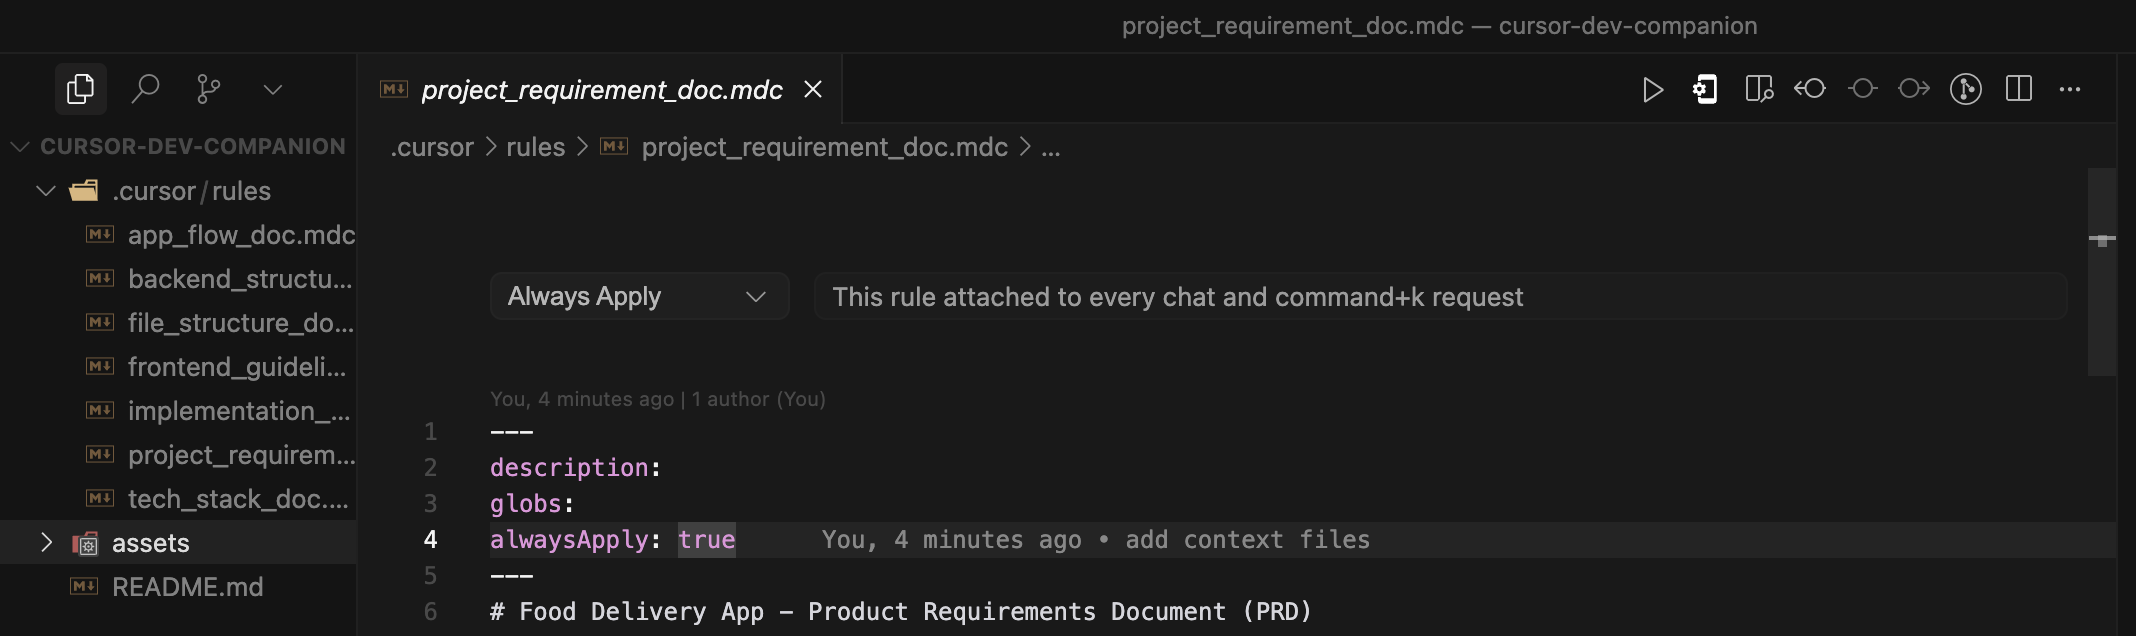 project_requirement_doc.mdc — cursor-dev-companion
project_requirement_doc.mdc
CURSOR-DEV-COMPANION
.cursor/rules
app_flow_doc.mdc
backend_structu...
file_structure_do...
frontend_guideli...
implementation_...
project_requirem...
tech_stack_doc....
assets
README.md
.cursor > rules > project_requirement_doc.mdc > ...
Always Apply
This rule attached to every chat and command+k request
You, 4 minutes ago | 1 author (You)
1 ---
2 description:
3 globs:
4 alwaysApply: true You, 4 minutes ago • add context files
5 ---
6 # Food Delivery App – Product Requirements Document (PRD)